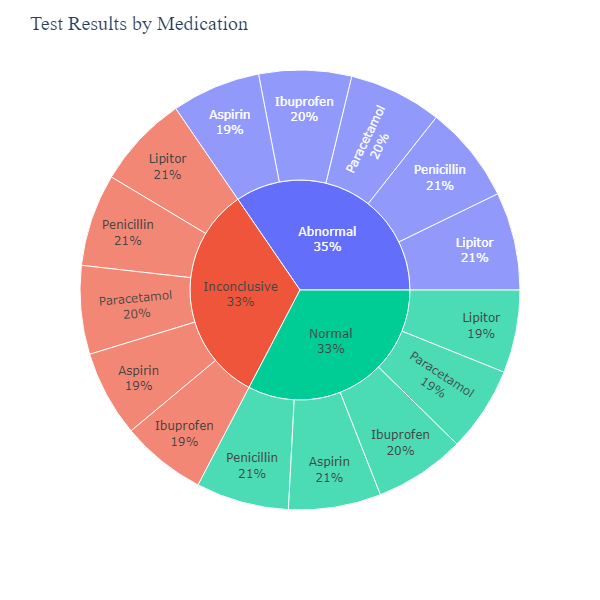 Test Results by Medication
Ibuprofen
20%
Aspirin
19%
Paracetamol
20%
Lipitor
21%
Penicillin
21%
Penicillin
21%
Abnormal
35%
Lipitor
21%
Inconclusive
33%
Paracetamol
20%
Normal
33%
Lipitor
19%
Aspirin
19%
Paracetamol
19%
Ibuprofen
19%
Ibuprofen
20%
Penicillin
21%
Aspirin
21%